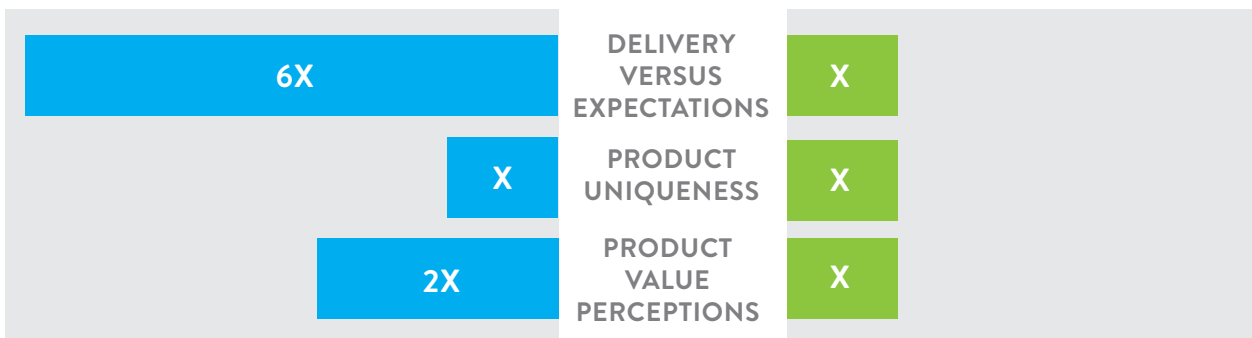 6X
DELIVERY
VERSUS
EXPECTATIONS
X
X
PRODUCT
UNIQUENESS
X
2X
PRODUCT
VALUE
PERCEPTIONS
X